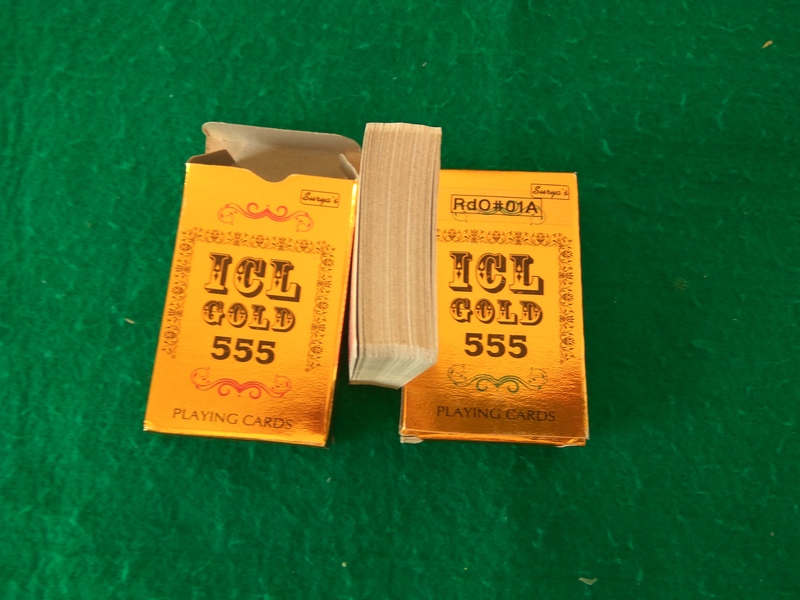 Surya's
ICL
GOLD
555
PLAYING CARDS
Surya's
RdO#01A
ICL
GOLD
555
PLAYING CARDS